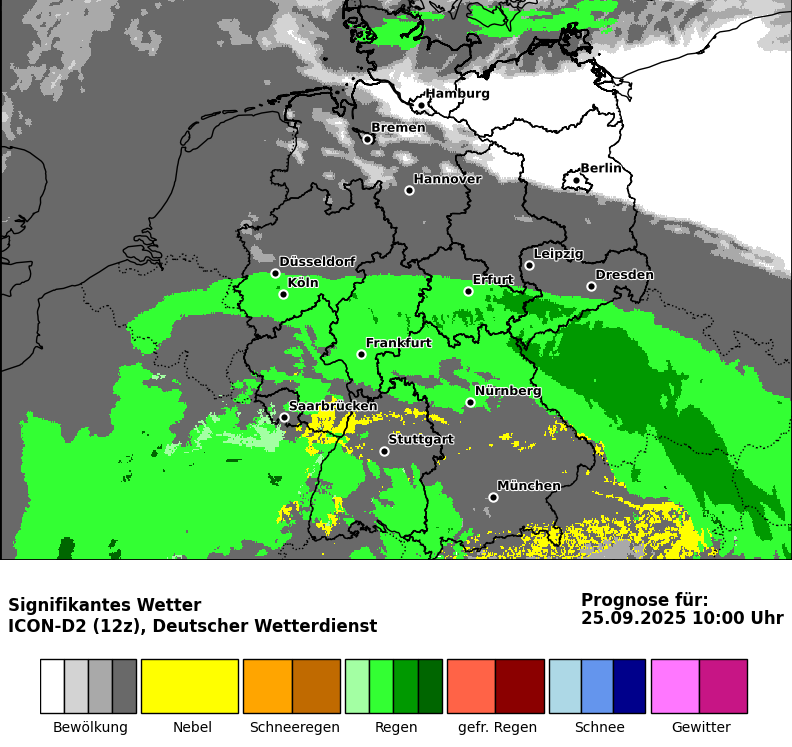 Hamburg
Bremen
Berlin
Hannover
Leipzig
Düsseldorf
Dresden
Köln
Erfurt
Frankfurt
Nürnberg
Saarbrücken
Stuttgart
München
Signifikantes Wetter
ICON-D2 (12z), Deutscher Wetterdienst
Prognose für:
25.09.2025 10:00 Uhr
Bewölkung
Nebel
Schneeregen
Regen
gefr. Regen
Schnee
Gewitter